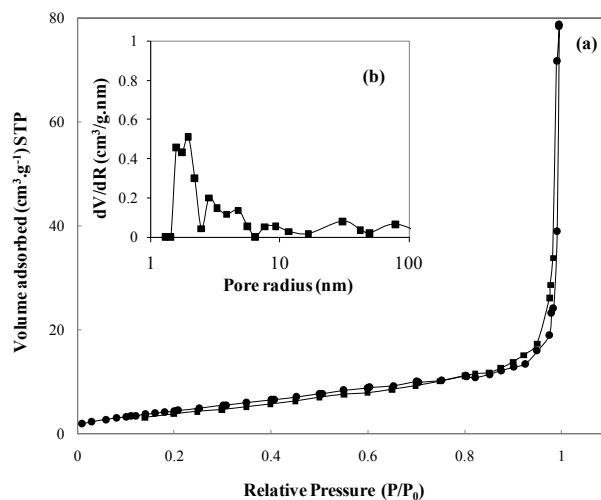 80
60
40
20
0
Volume adsorbed (cm³.g⁻¹) STP
(a)
1
0.8
0.6
0.4
0.2
0
dV/dR (cm³/g.nm)
(b)
1 10 100
Pore radius (nm)
0 0.2 0.4 0.6 0.8 1
Relative Pressure (P/P₀)